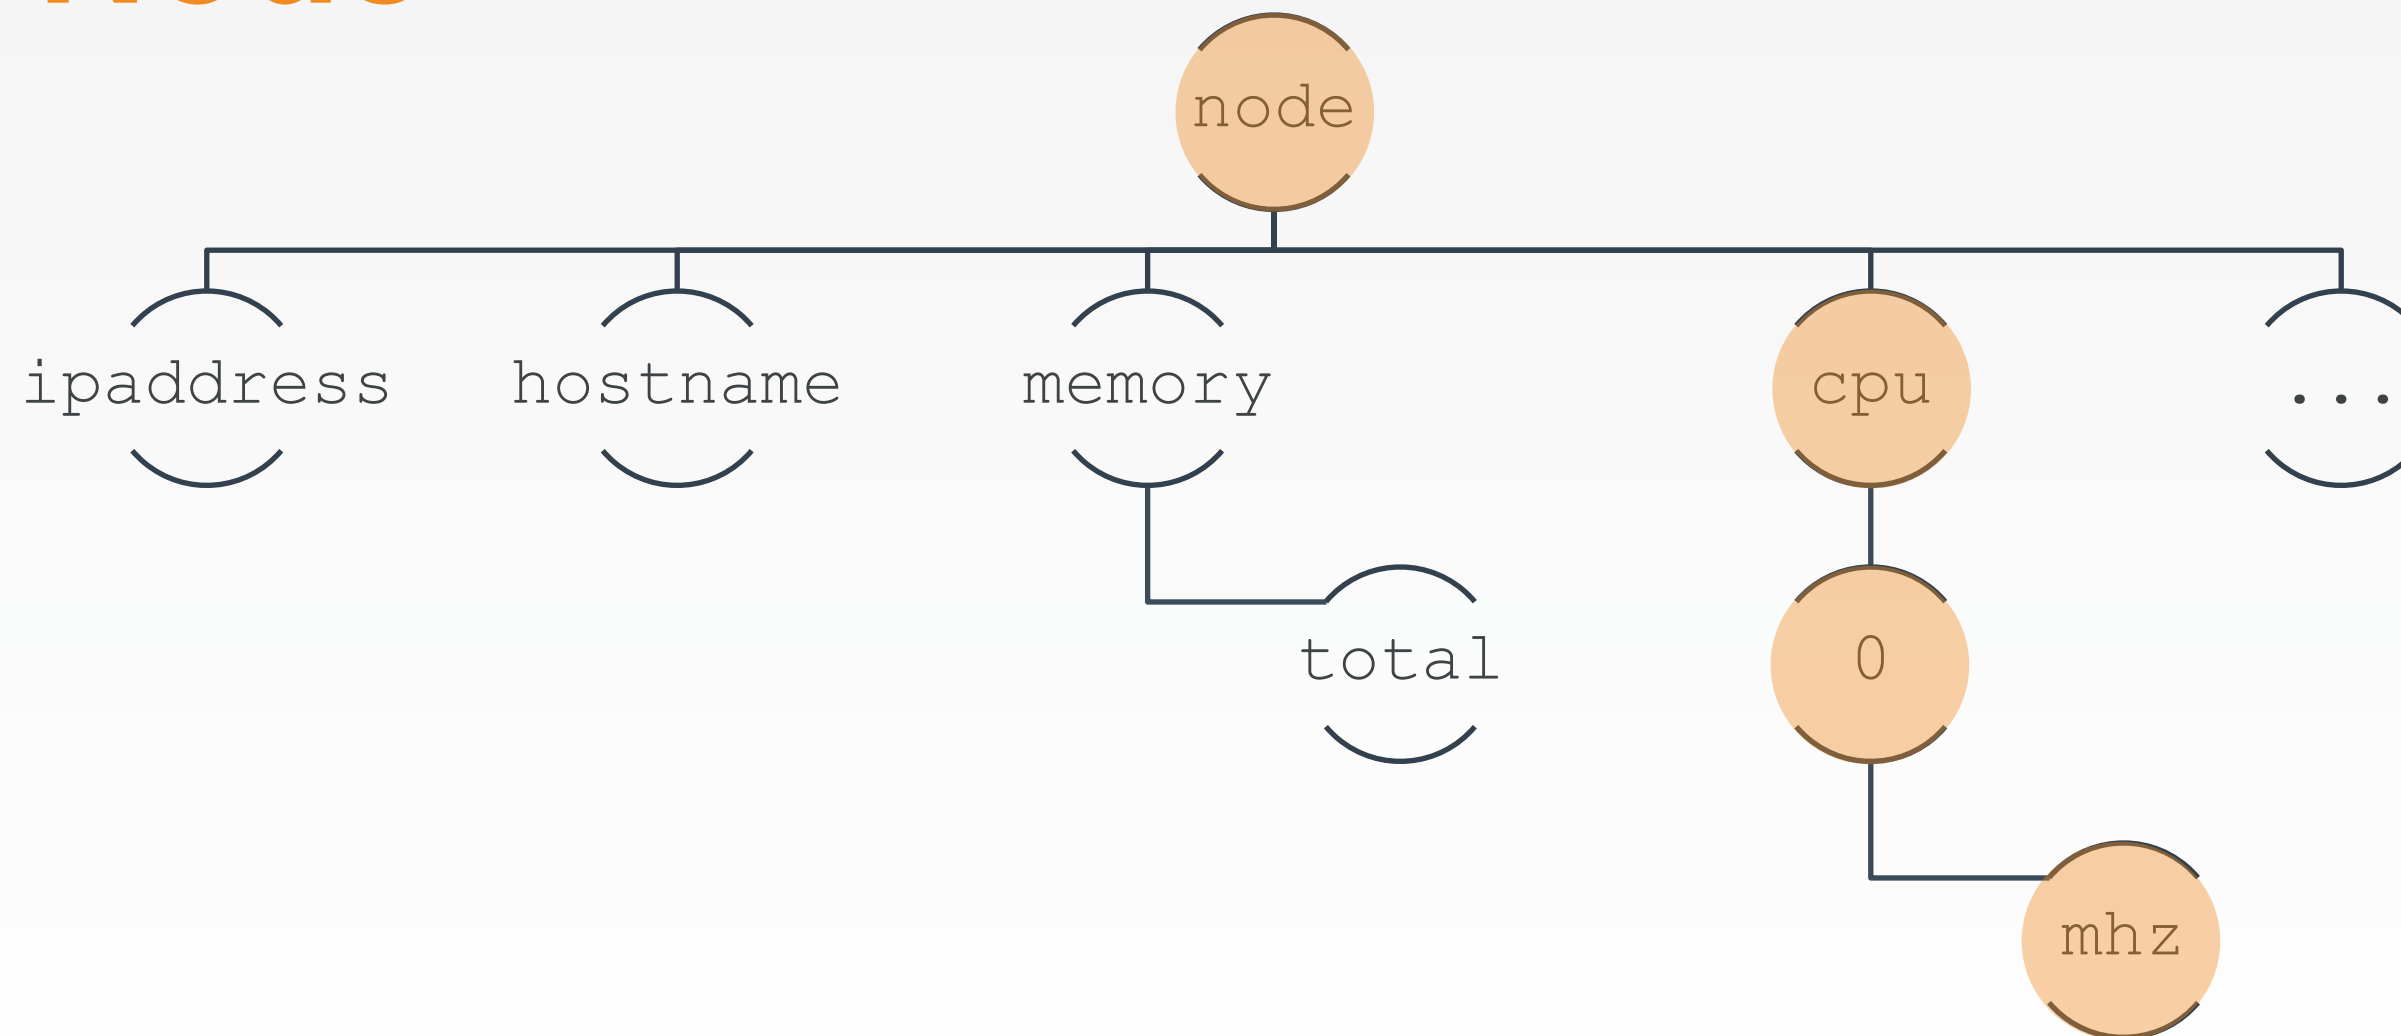 node
ipaddress
hostname
memory
cpu
...
total
0
mhz